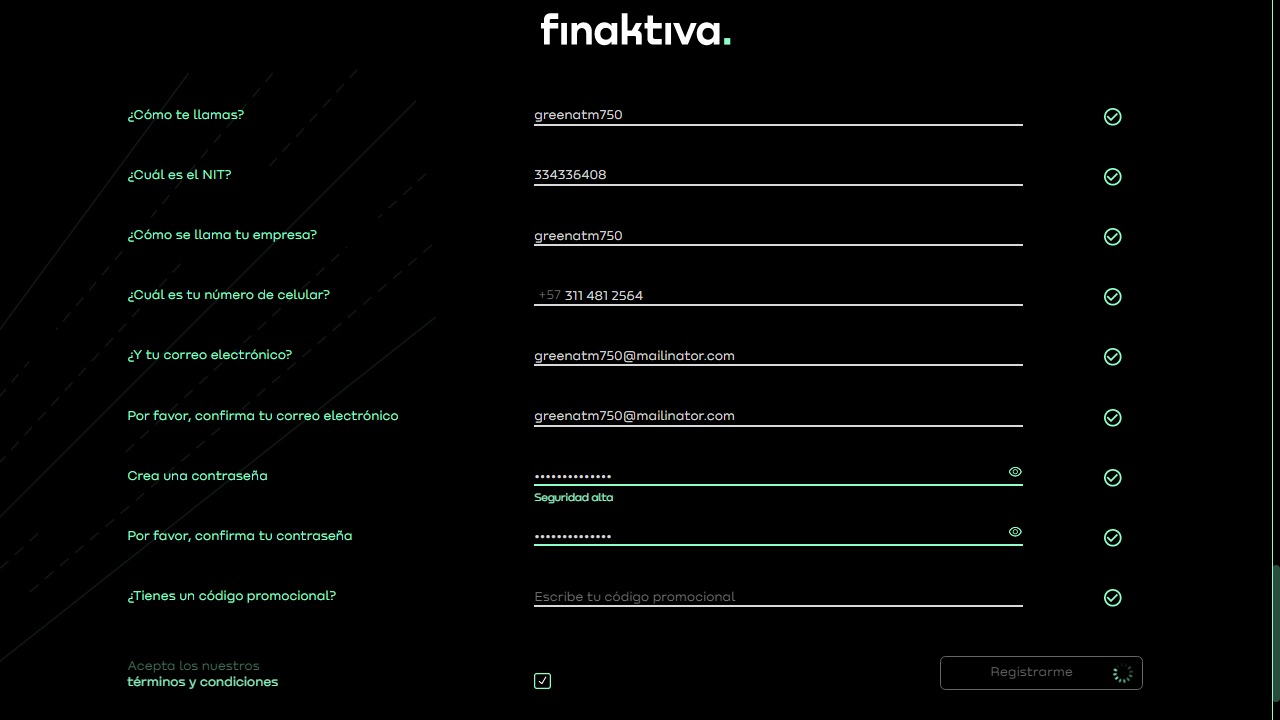 finaktiva.
¿Cómo te llamas? greenatm750
¿Cuál es el NIT? 334336408
¿Cómo se llama tu empresa? greenatm750
¿Cuál es tu número de celular? +57 311 481 2564
¿Y tu correo electrónico? greenatm750@mailinator.com
Por favor, confirma tu correo electrónico greenatm750@mailinator.com
Crea una contraseña ••••••••••••••
Seguridad alta
Por favor, confirma tu contraseña ••••••••••••••
¿Tienes un código promocional? Escribe tu código promocional
Acepta los nuestros
términos y condiciones
Registrarme